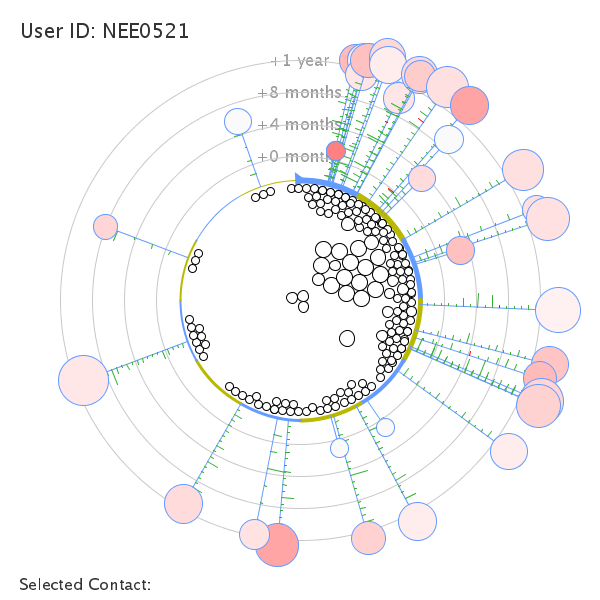 User ID: NEE0521
+1 year
+8 months
+4 months
+0 months
Selected Contact: